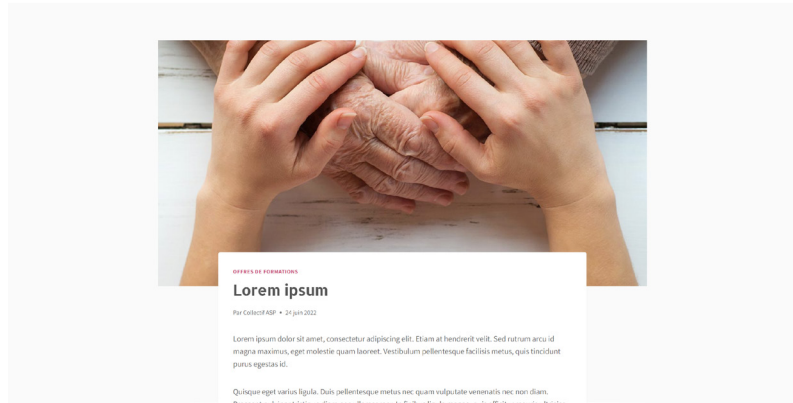 OFFRES DE FORMATIONS
Lorem ipsum
Par Collectif ABP • 24 juin 2022
Lorem ipsum dolor sit amet, consectetur adipiscing elit. Etiam at hendrerit velit. Sed rutrum arcu id
magna maximus, eget molestie quam laoreet. Vestibulum pellentesque facilisis metus, quis tincidunt
purus egestas id.
Quisque eget varius ligula. Duis pellentesque metus nec quam vulputate venenatis nec non diam.